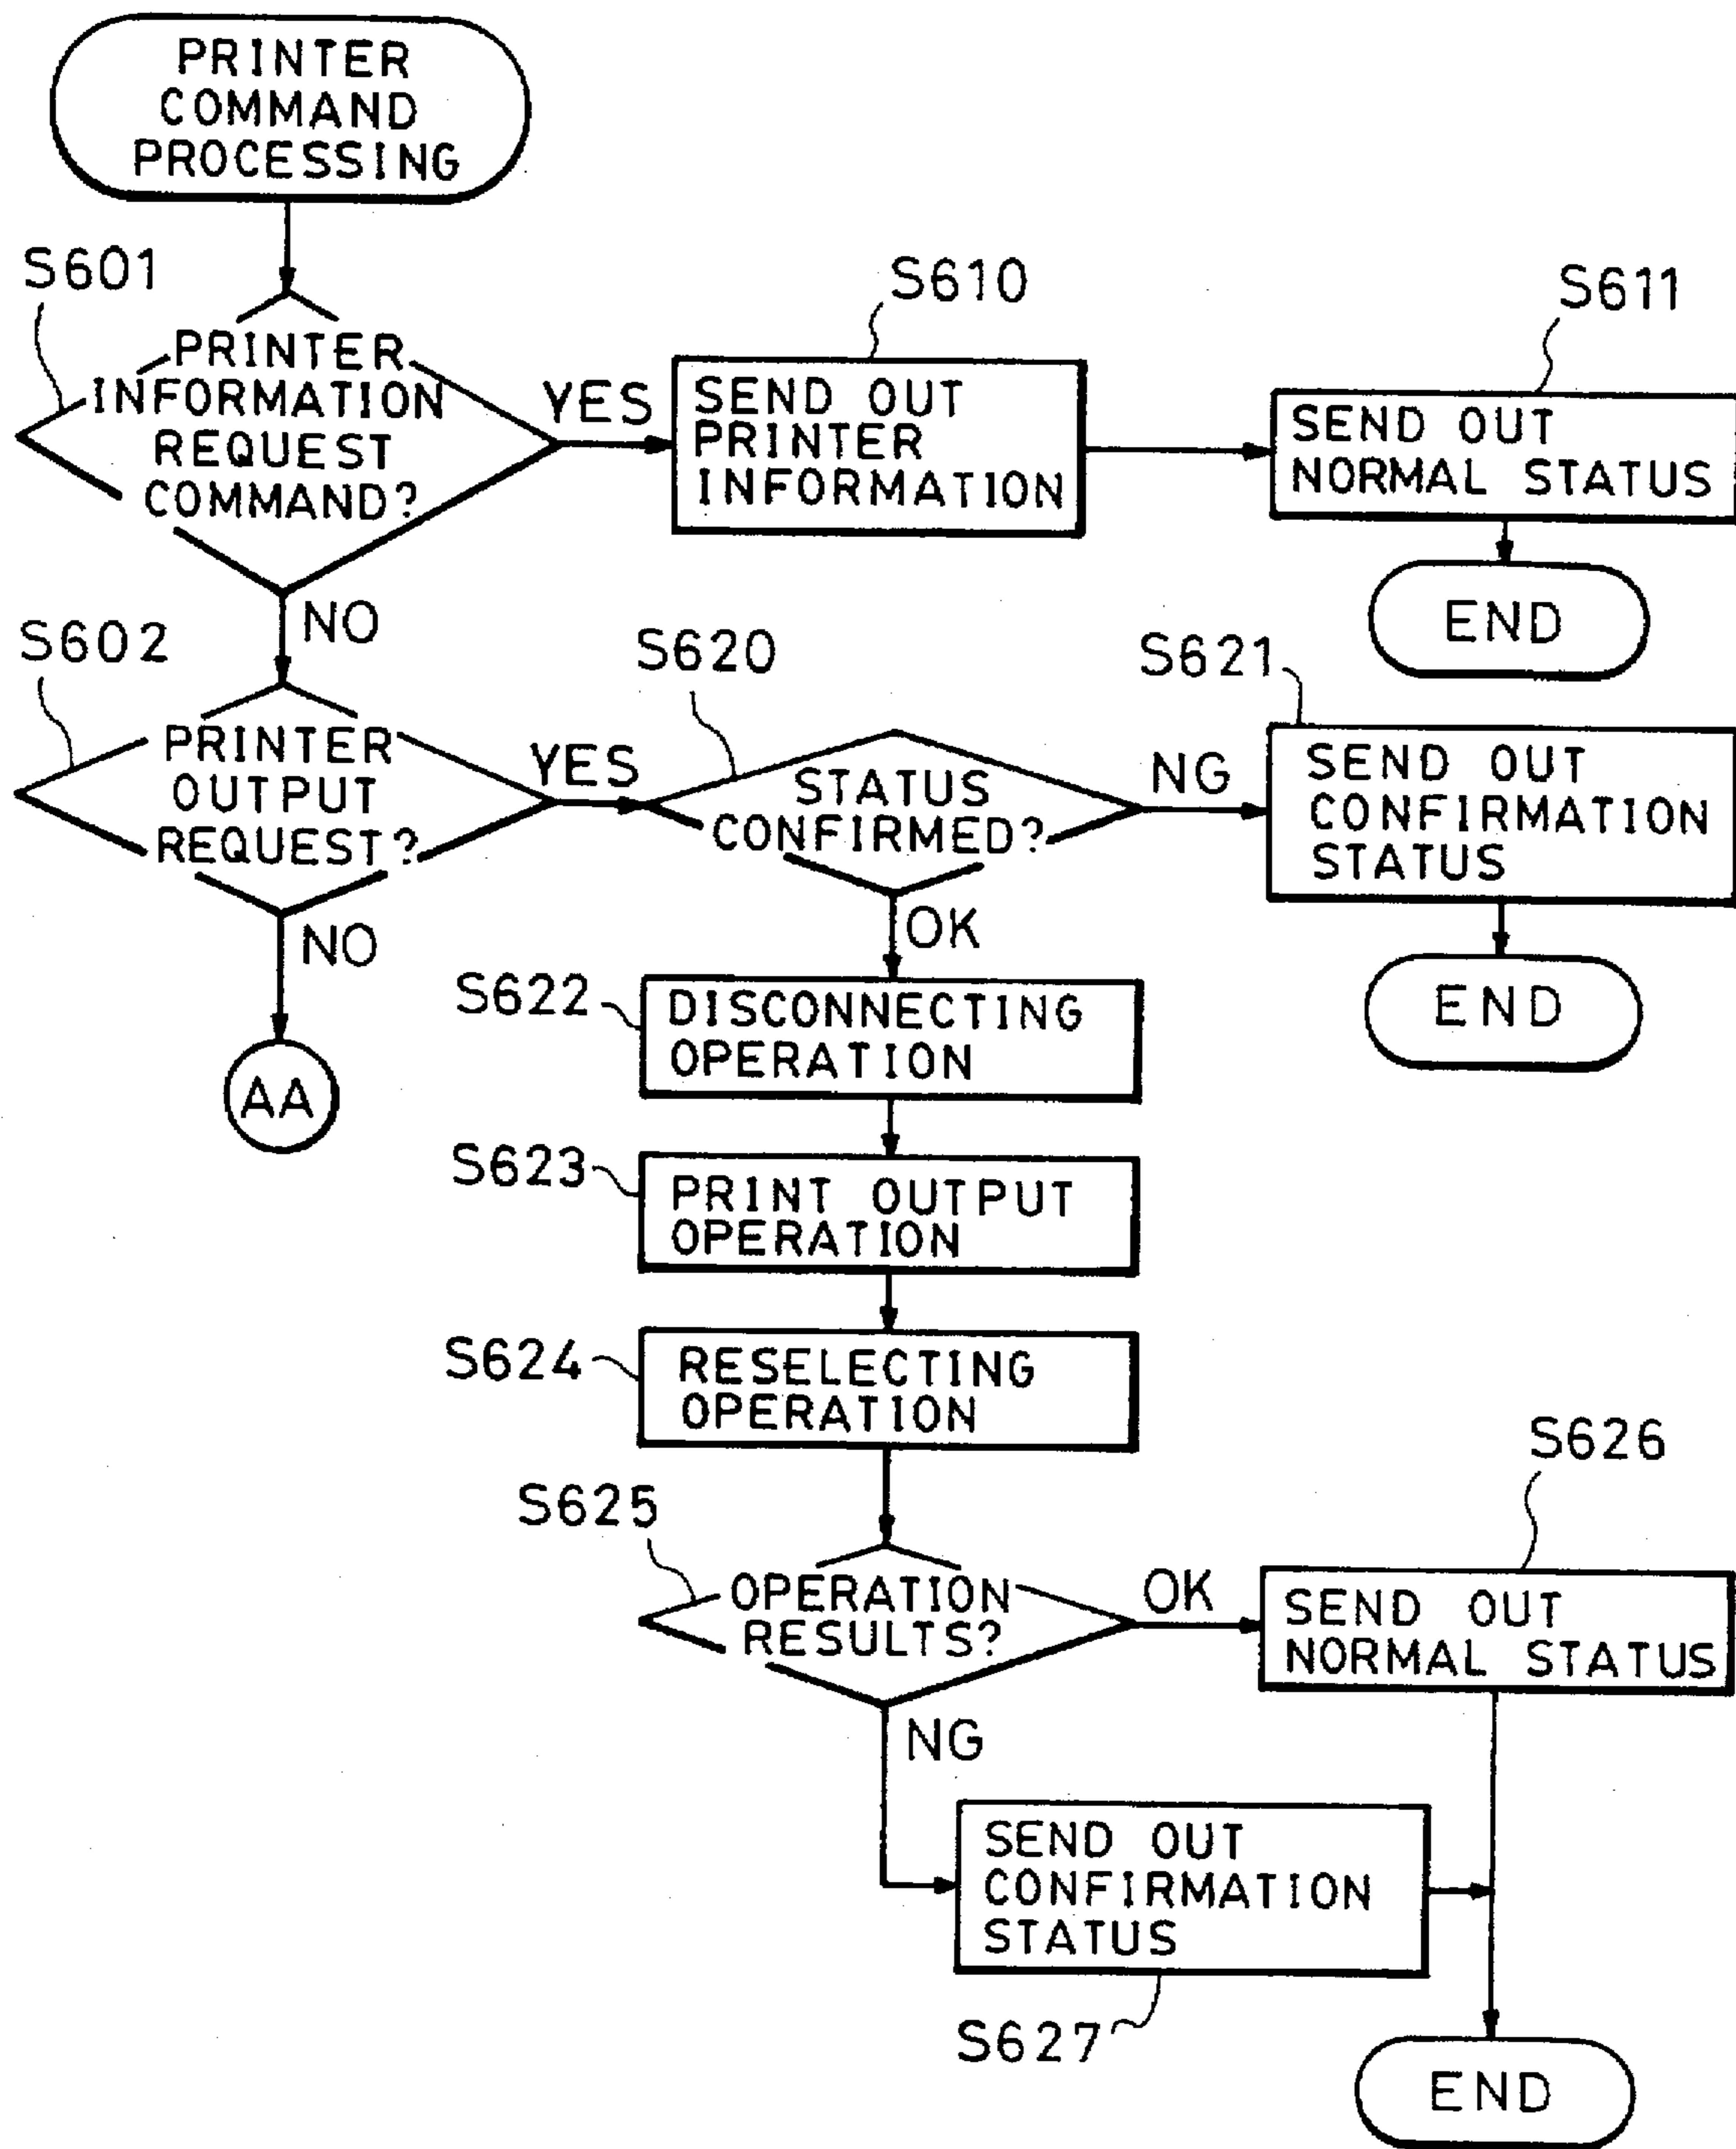 PRINTER
COMMAND
PROCESSING
S601
PRINTER
INFORMATION
REQUEST
COMMAND?
YES
S610
SEND OUT
PRINTER
INFORMATION
S611
SEND OUT
NORMAL STATUS
END
NO
S602
PRINTER
OUTPUT
REQUEST?
YES
S620
STATUS
CONFIRMED?
NG
S621
SEND OUT
CONFIRMATION
STATUS
END
NO
AA
OK
S622
DISCONNECTING
OPERATION
S623
PRINT OUTPUT
OPERATION
S624
RESELECTING
OPERATION
S625
OPERATION
RESULTS?
OK
S626
SEND OUT
NORMAL STATUS
NG
SEND OUT
CONFIRMATION
STATUS
S627
END